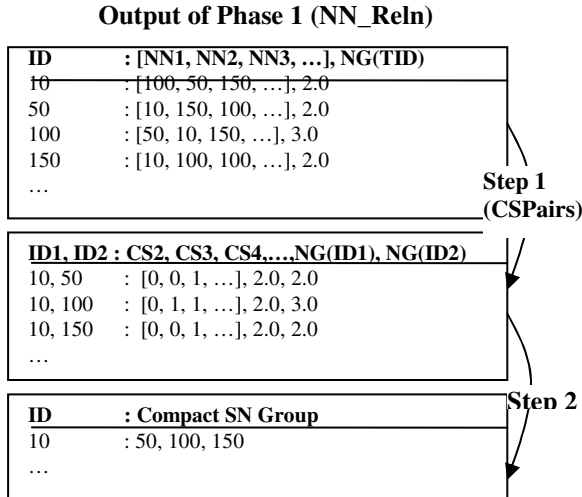 Output of Phase 1 (NN_Reln)
ID : [NN1, NN2, NN3, …], NG(TID)
10 : [100, 50, 150, …], 2.0
50 : [10, 150, 100, …], 2.0
100 : [50, 10, 150, …], 3.0
150 : [10, 100, 100, …], 2.0
…
Step 1
(CSPairs)
ID1, ID2 : CS2, CS3, CS4,…,NG(ID1), NG(ID2)
10, 50 : [0, 0, 1, …], 2.0, 2.0
10, 100 : [0, 1, 1, …], 2.0, 3.0
10, 150 : [0, 0, 1, …], 2.0, 2.0
…
Step 2
ID : Compact SN Group
10 : 50, 100, 150
…